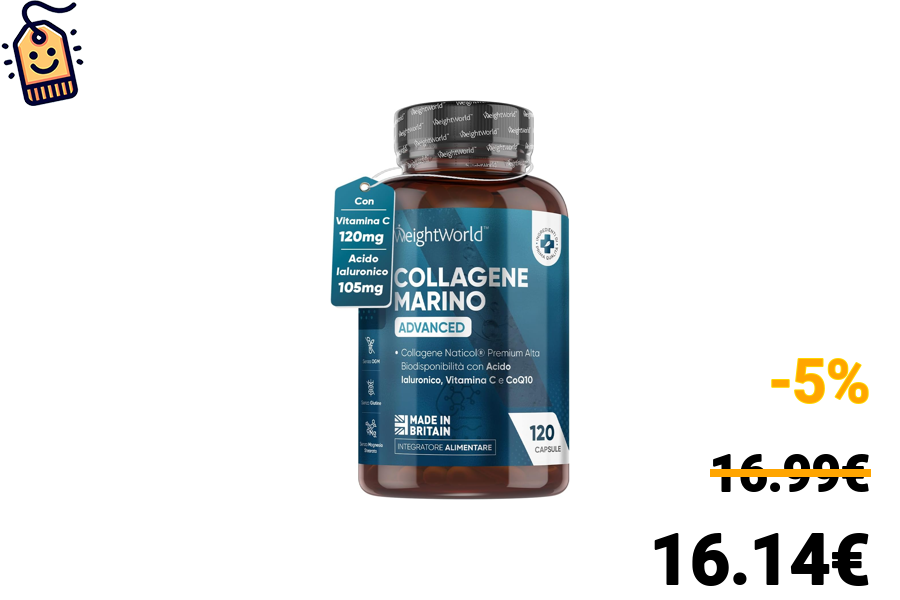 WeightWorld
Con
Vitamina C
120mg
Acido
Ialuronico
105mg
WeightWorld™
COLLAGENE
MARINO
ADVANCED
• Collagene Naticol® Premium Alta
Biodisponibilità con Acido
Ialuronico, Vitamina C e CoQ10
MADE IN
BRITAIN
INTEGRATORE ALIMENTARE
120
CAPSULE
-5%
16.99€
16.14€